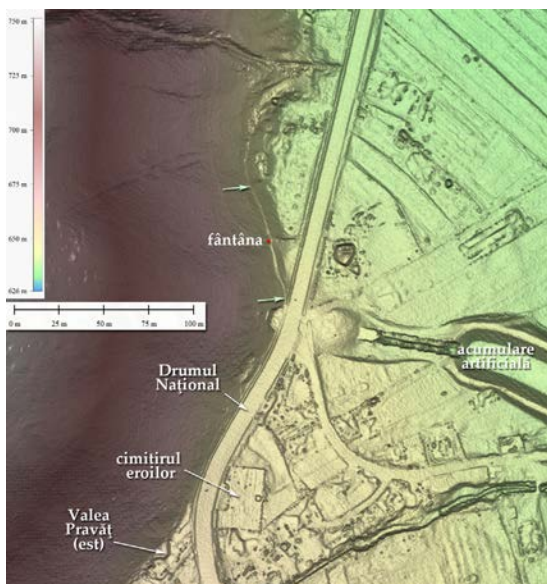 750 m
725 m
700 m
675 m
650 m
626 m
0 m 25 m 50 m 75 m 100 m
fântâna
acumulare
artificială
Drumul
Național
cimitirul
eroilor
Valea
Pravăț
(est)